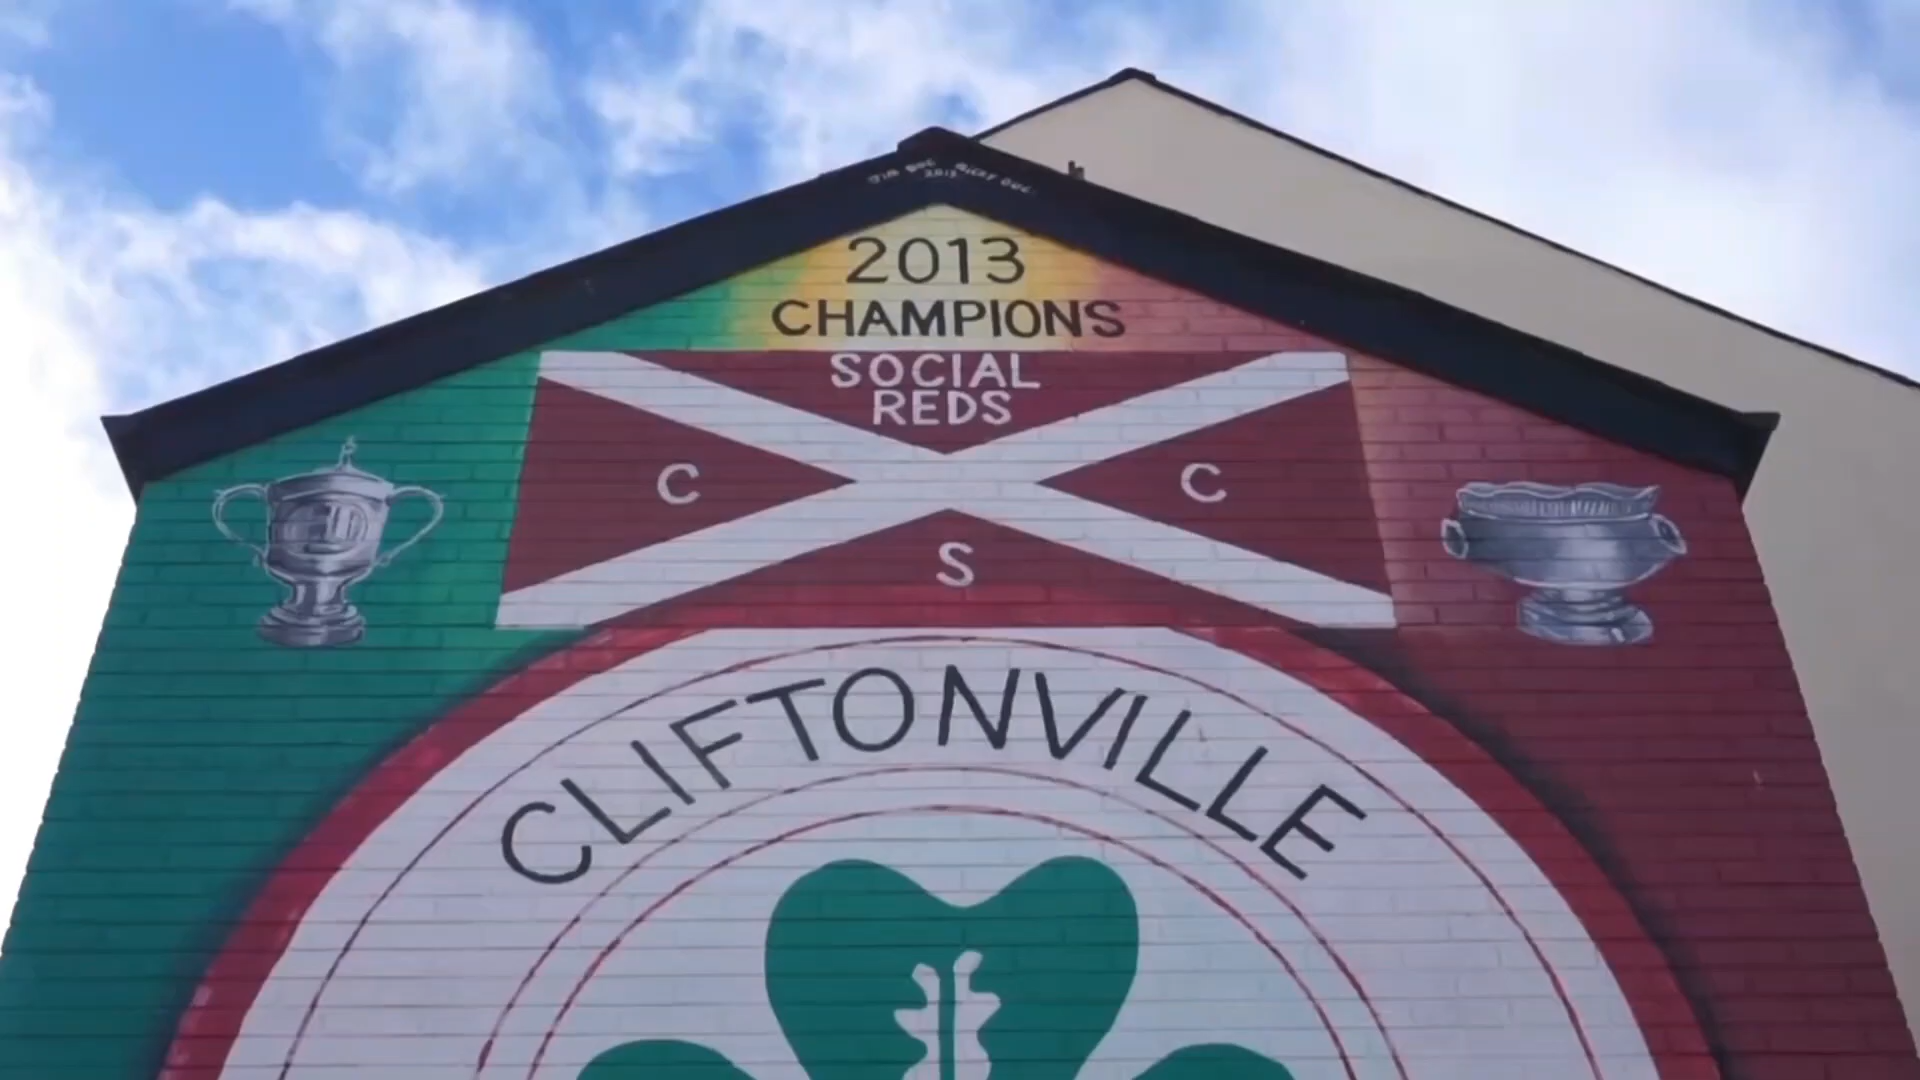 2013
CHAMPIONS
SOCIAL
REDS
C C
S
CLIFTONVILLE